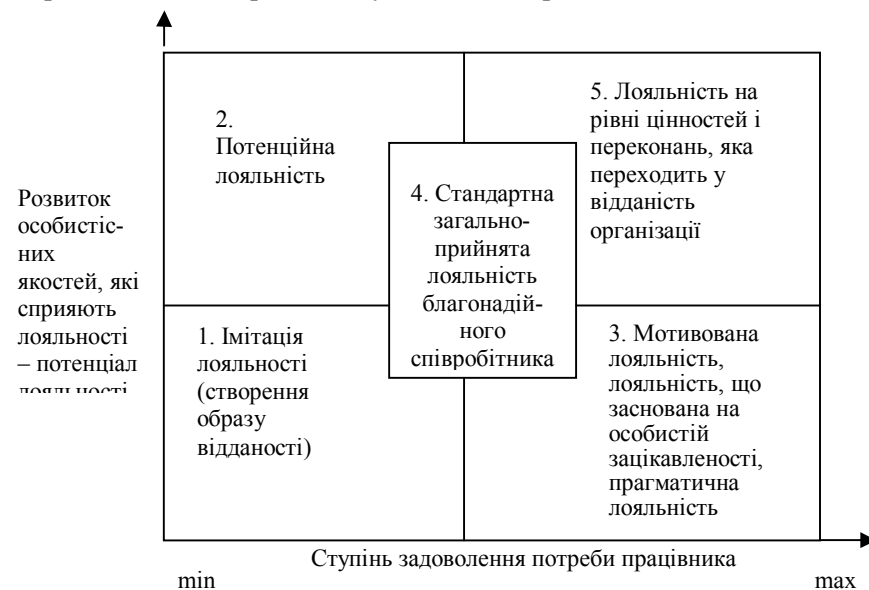 2.
Потенційна
лояльність
5. Лояльність на
рівні цінностей і
переконань, яка
переходить у
відданість
організації
Розвиток
особистіс-
них
якостей, які
сприяють
лояльності
– потенціал
лояльності
4. Стандартна
загально-
прийнята
лояльність
благонадій-
ного
співробітника
1. Імітація
лояльності
(створення
образу
відданості)
3. Мотивована
лояльність,
лояльність, що
заснована на
особистій
зацікавленості,
прагматична
лояльність
Ступінь задоволення потреби працівника
min
max